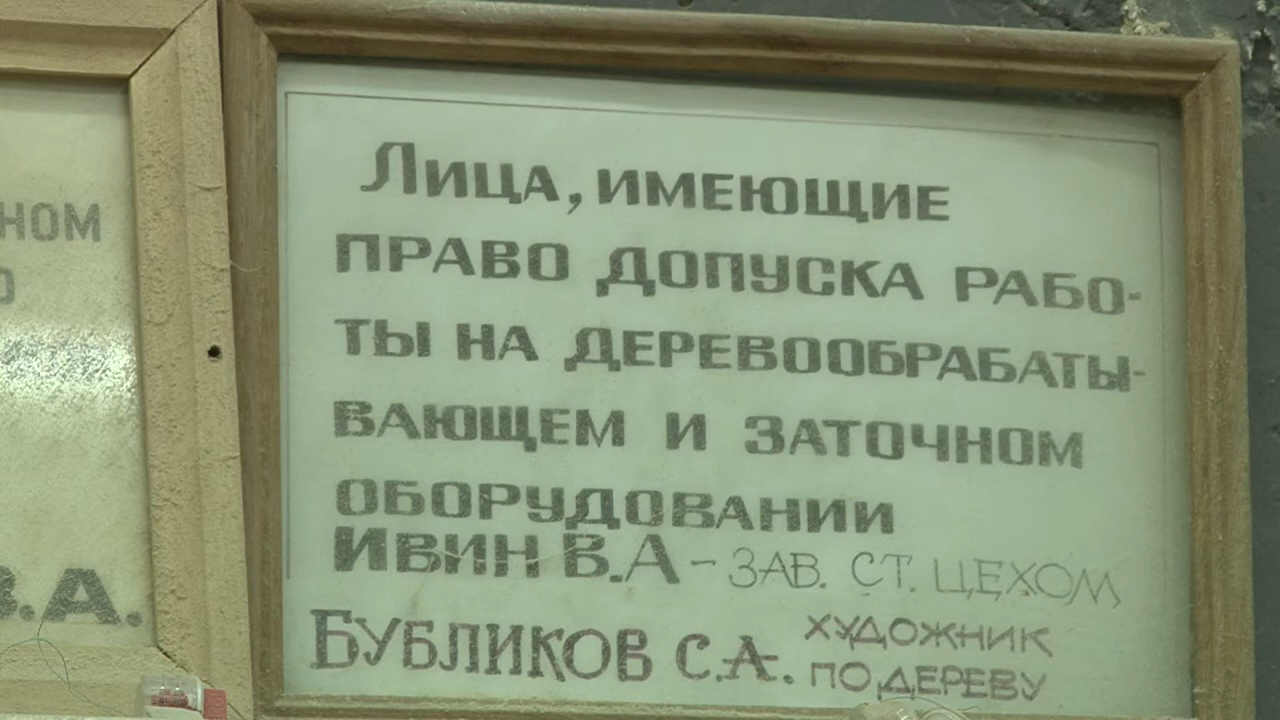 НОМ
О
В.А.
Лица, имеющие
право допуска рабо-
ты на деревообрабаты-
вающем и заточном
оборудовании
Ивин В.А - зав. ст. цехом
Бубликов С.А. художник
по дереву